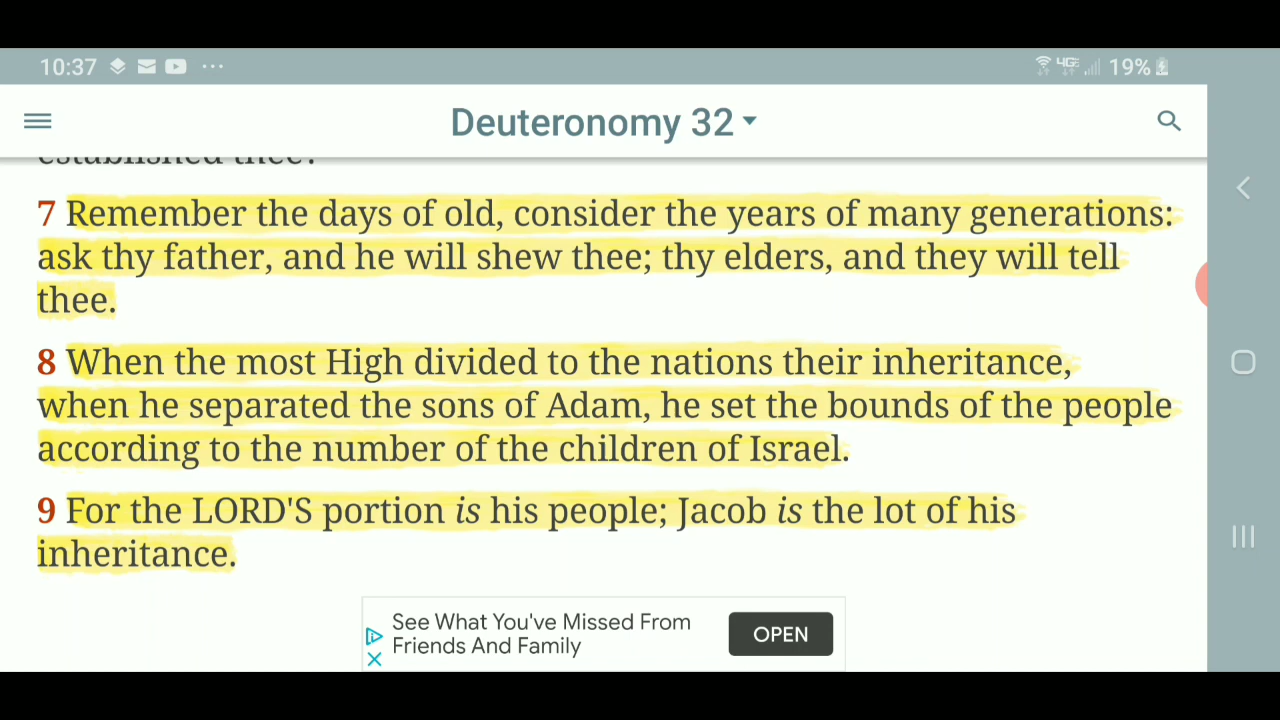 10:37 ... 4GE 19%
Deuteronomy 32
established thee?
7 Remember the days of old, consider the years of many generations:
ask thy father, and he will shew thee; thy elders, and they will tell
thee.
8 When the most High divided to the nations their inheritance,
when he separated the sons of Adam, he set the bounds of the people
according to the number of the children of Israel.
9 For the LORD'S portion is his people; Jacob is the lot of his
inheritance.
See What You've Missed From
Friends And Family
OPEN